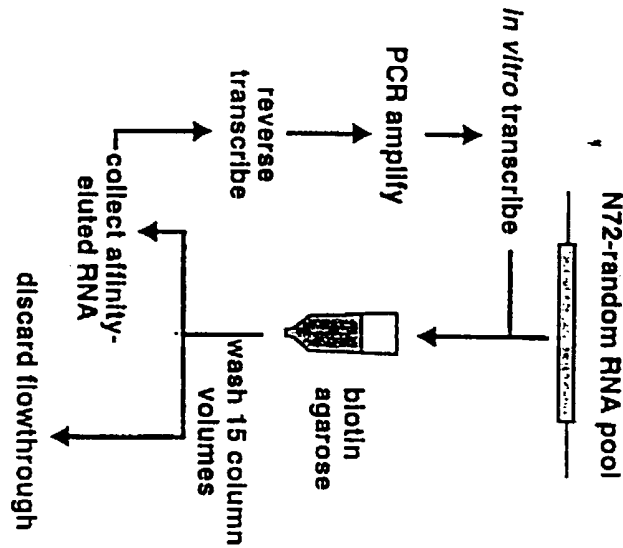 N72-random RNA pool
In vitro transcribe
PCR amplify
reverse
transcribe
collect affinity-
eluted RNA
biotin
agarose
wash 15 column
volumes
discard flowthrough